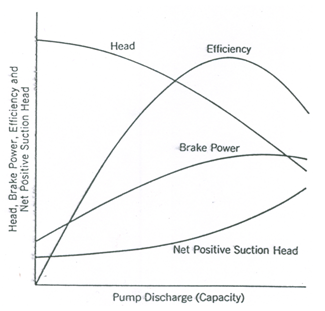 Head
Efficiency
Brake Power
Net Positive Suction Head
Head, Brake Power, Efficiency and
Net Positive Suction Head
Pump Discharge (Capacity)